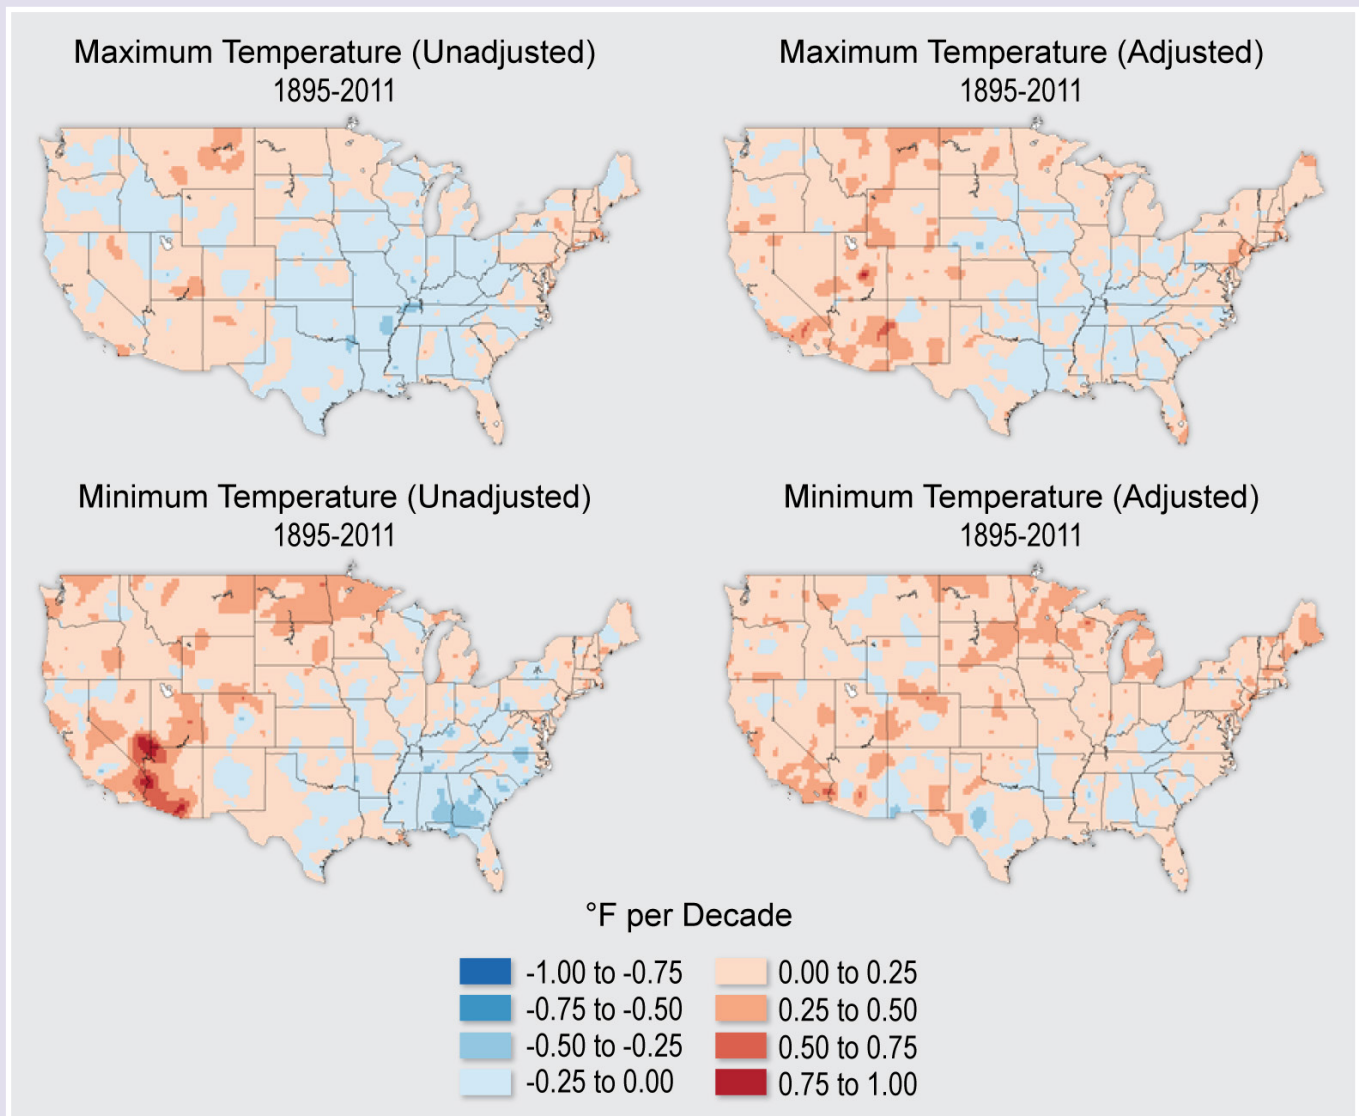 Maximum Temperature (Unadjusted)
1895-2011
Maximum Temperature (Adjusted)
1895-2011
Minimum Temperature (Unadjusted)
1895-2011
Minimum Temperature (Adjusted)
1895-2011
°F per Decade
-1.00 to -0.75
-0.75 to -0.50
-0.50 to -0.25
-0.25 to 0.00
0.00 to 0.25
0.25 to 0.50
0.50 to 0.75
0.75 to 1.00